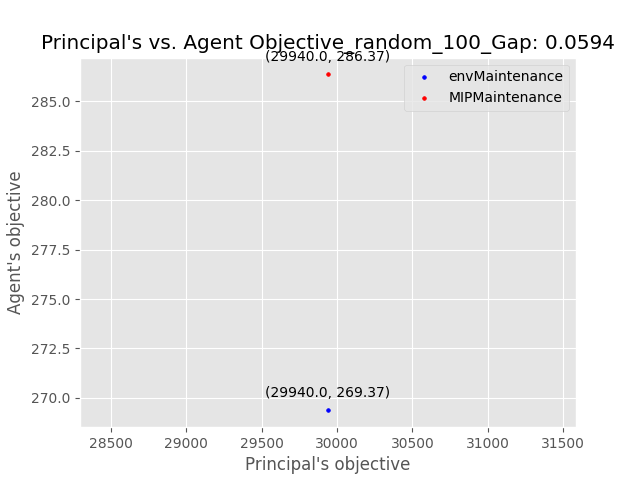 Principal's vs. Agent Objective_random_100_Gap: 0.0594
(29940.0, 286.37)
envMaintenance
MIPMaintenance
285.0
282.5
280.0
277.5
275.0
272.5
270.0
Agent's objective
(29940.0, 269.37)
28500 29000 29500 30000 30500 31000 31500
Principal's objective